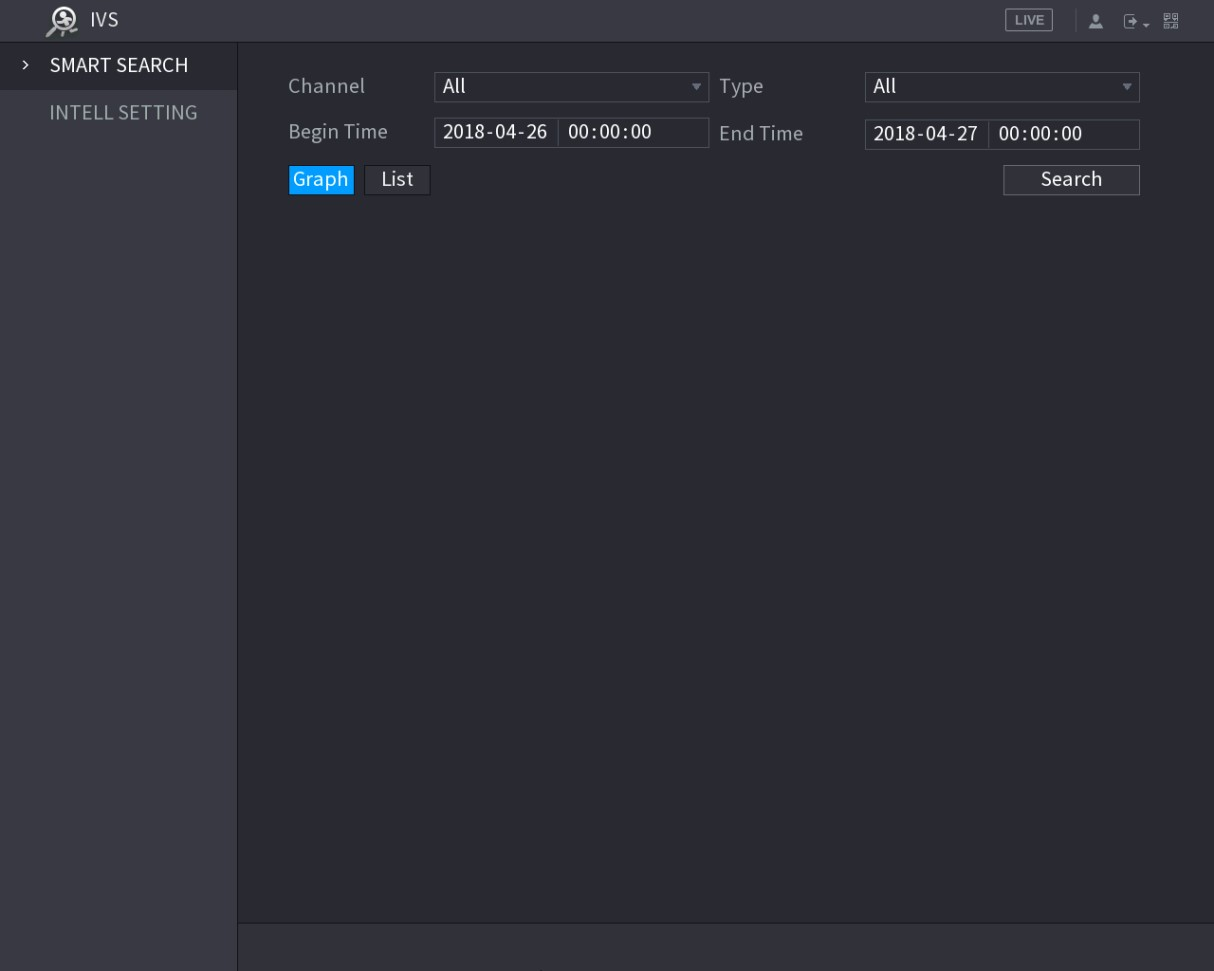 IVS
LIVE
SMART SEARCH
INTELL SETTING
Channel All Type All
Begin Time 2018-04-26 00:00:00 End Time 2018-04-27 00:00:00
Graph List Search